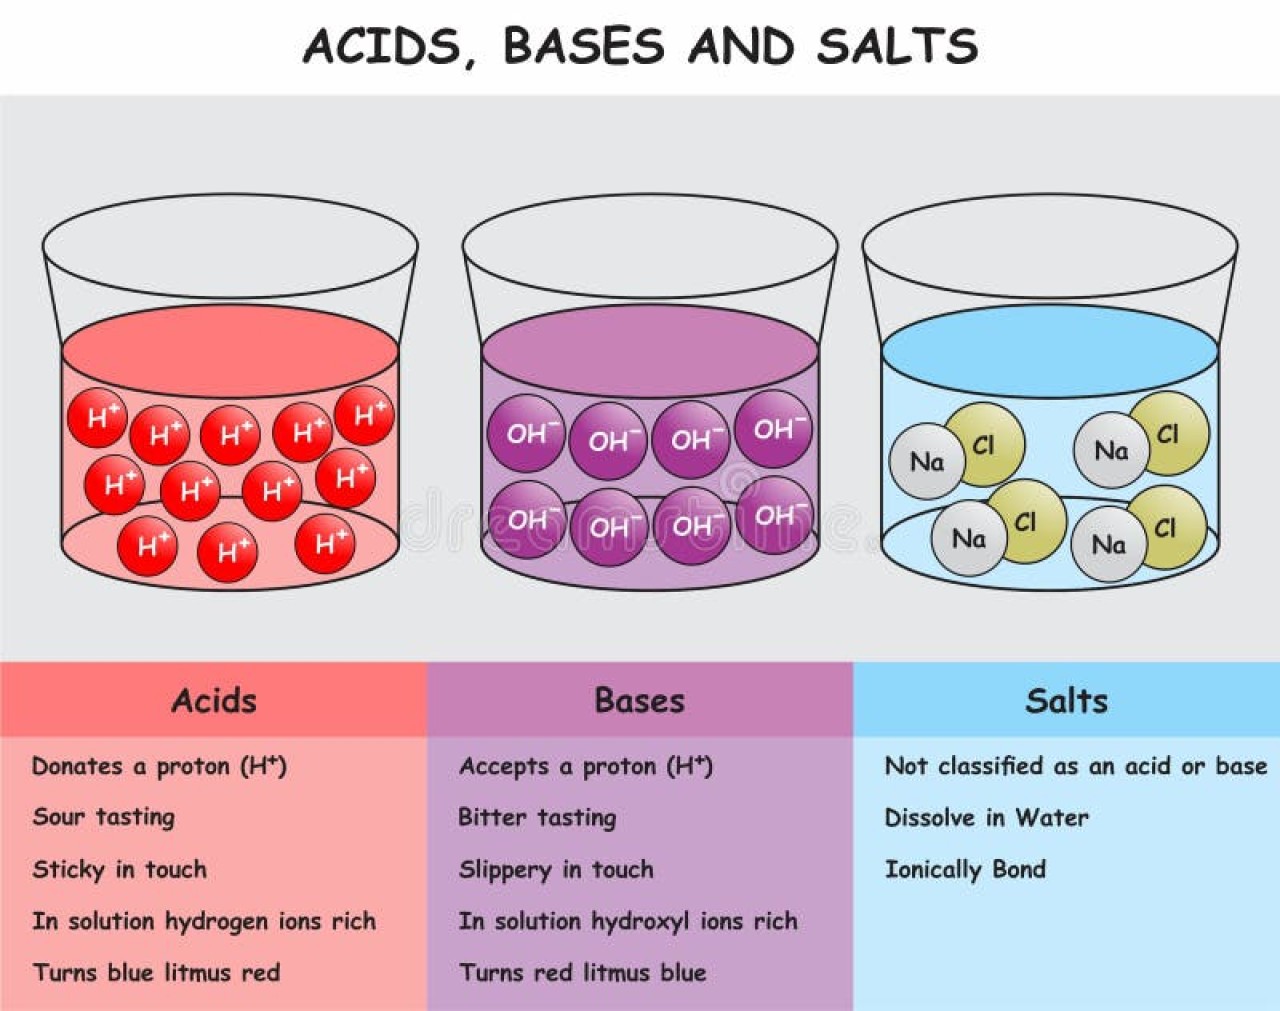 ACIDS, BASES AND SALTS
H⁺ H⁺ H⁺ H⁺ H⁺
H⁺ H⁺ H⁺ H⁺
H⁺ H⁺ H⁺
OH⁻ OH⁻ OH⁻ OH⁻
OH⁻ OH⁻ OH⁻ OH⁻
Na Cl Na Cl
Na Cl Na Cl
dreamstime
Acids
Donates a proton (H⁺)
Sour tasting
Sticky in touch
In solution hydrogen ions rich
Turns blue litmus red
Bases
Accepts a proton (H⁺)
Bitter tasting
Slippery in touch
In solution hydroxyl ions rich
Turns red litmus blue
Salts
Not classified as an acid or base
Dissolve in Water
Ionically Bond